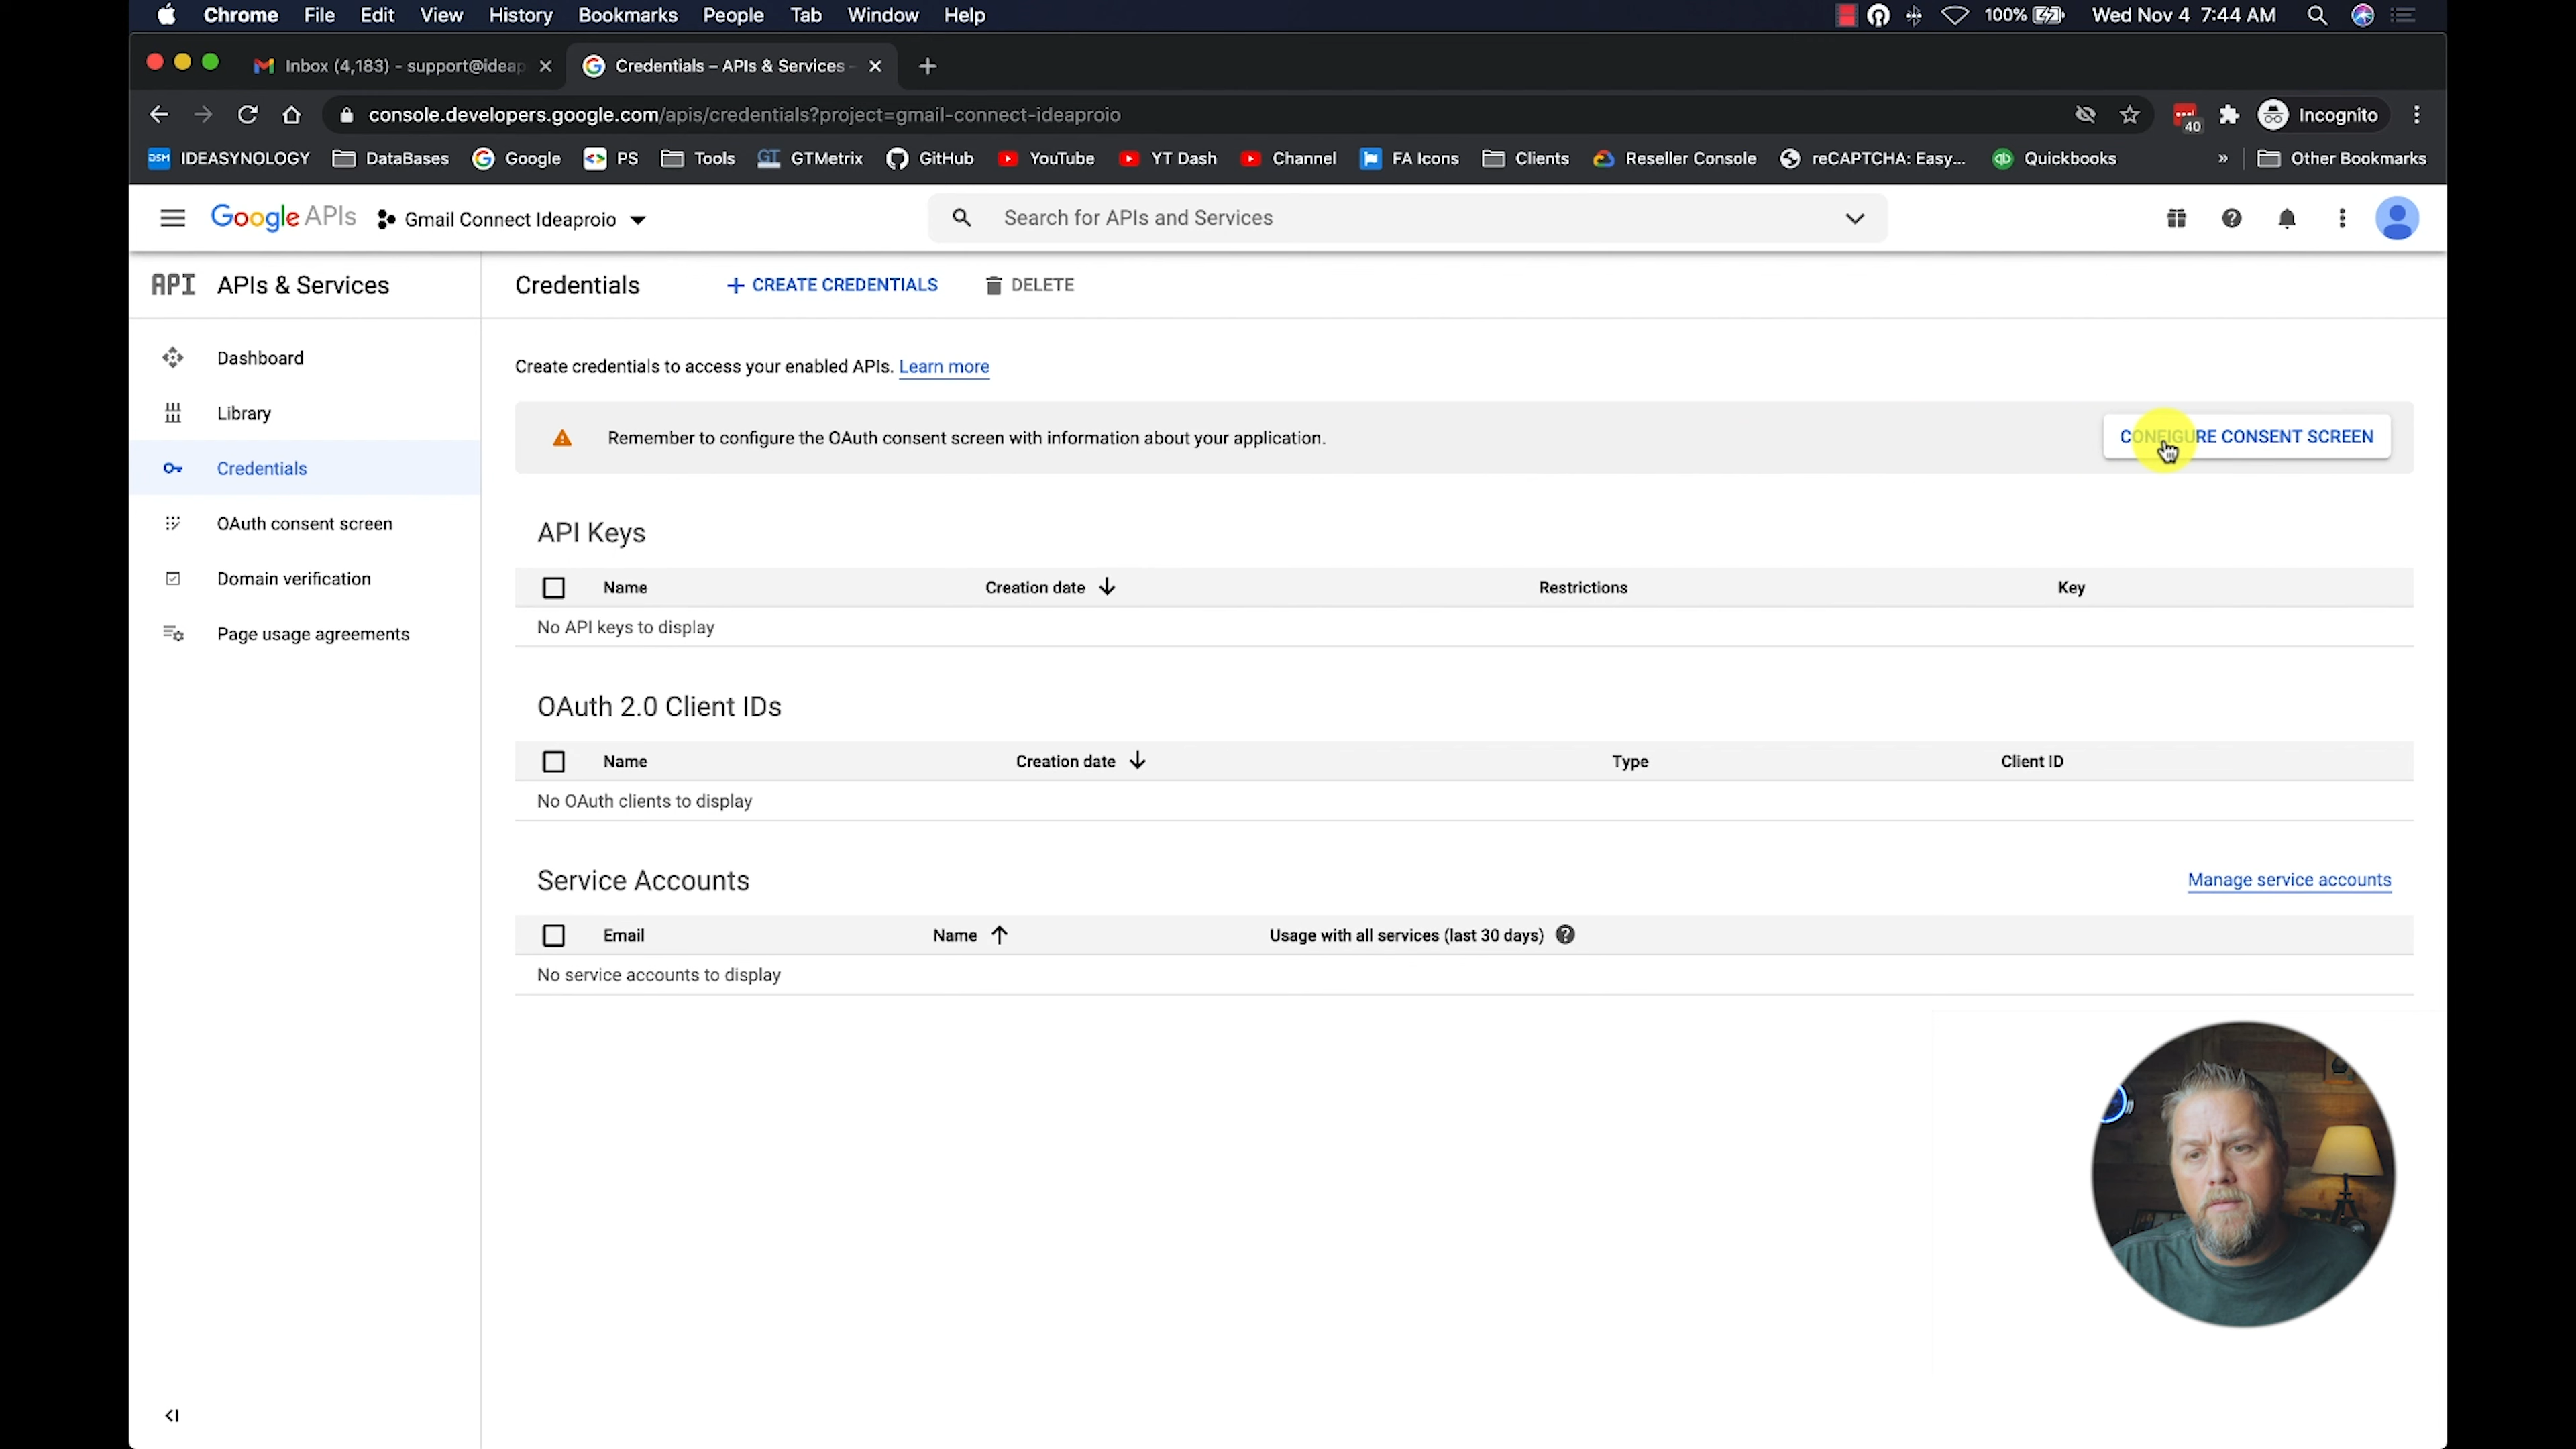 Chrome File Edit View History Bookmarks People Tab Window Help 100% Wed Nov 4 7:44 AM
Inbox (4,183) - support@ideap Credentials – APIs & Services -
console.developers.google.com/apis/credentials?project=gmail-connect-ideaproio 40 Incognito
DSM IDEASYNOLOGY DataBases Google PS Tools GT GTMetrix GitHub YouTube YT Dash Channel FA Icons Clients Reseller Console reCAPTCHA: Easy... qb Quickbooks » Other Bookmarks
Google APIs Gmail Connect Ideaproio Search for APIs and Services
API APIs & Services
Credentials + CREATE CREDENTIALS DELETE
Dashboard
Library
Credentials
OAuth consent screen
Domain verification
Page usage agreements
Create credentials to access your enabled APIs. Learn more
Remember to configure the OAuth consent screen with information about your application. CONFIGURE CONSENT SCREEN
API Keys
Name Creation date Restrictions Key
No API keys to display
OAuth 2.0 Client IDs
Name Creation date Type Client ID
No OAuth clients to display
Service Accounts Manage service accounts
Email Name Usage with all services (last 30 days)
No service accounts to display